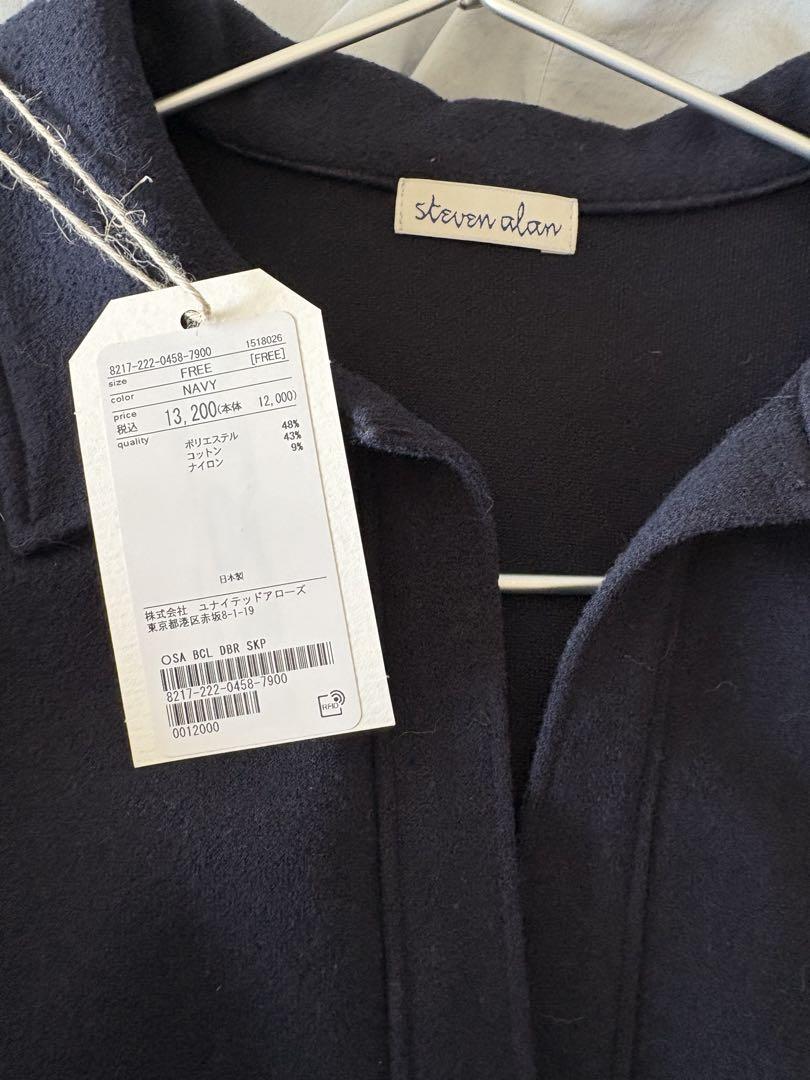 steven alan
8217-222-0458-7900 1518026
size FREE [FREE]
color NAVY
price
税込 13,200(本体 12,000)
quality ポリエステル 48%
コットン 43%
ナイロン 9%
日本製
株式会社 ユナイテッドアローズ
東京都港区赤坂8-1-19
OSA BCL DBR SKP
8217-222-0458-7900
0012000
RFID